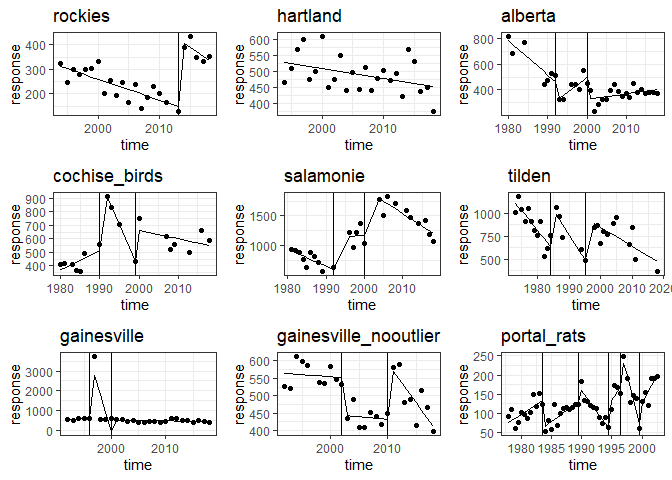 rockies
hartland
alberta
response
400
300
200
2000
2010
time
response
600
550
500
450
400
2000
2010
time
response
800
600
400
1980
1990
2000
2010
time
cochise_birds
salamonie
tilden
response
900
800
700
600
500
400
1980
1990
2000
2010
time
response
1500
1000
1980
1990
2000
2010
time
response
1000
750
500
1980
1990
2000
2010
2020
time
gainesville
gainesville_nooutlier
portal_rats
response
3000
2000
1000
0
2000
2010
time
response
600
550
500
450
400
2000
2010
time
response
250
200
150
100
50
1980
1985
1990
1995
2000
time